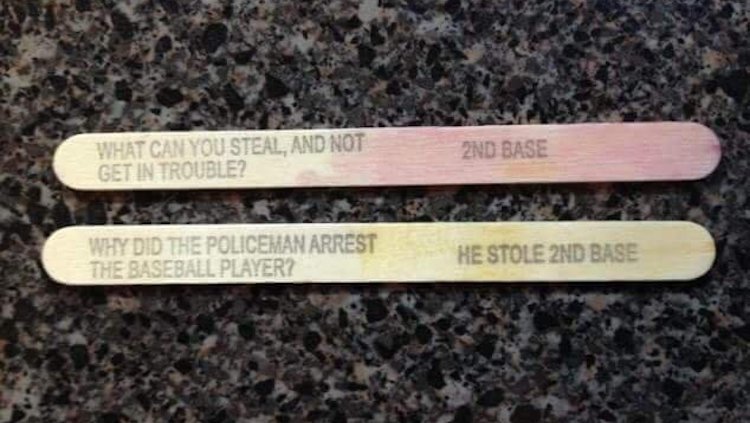 WHAT CAN YOU STEAL, AND NOT
GET IN TROUBLE?
2ND BASE
WHY DID THE POLICEMAN ARREST
THE BASEBALL PLAYER?
HE STOLE 2ND BASE